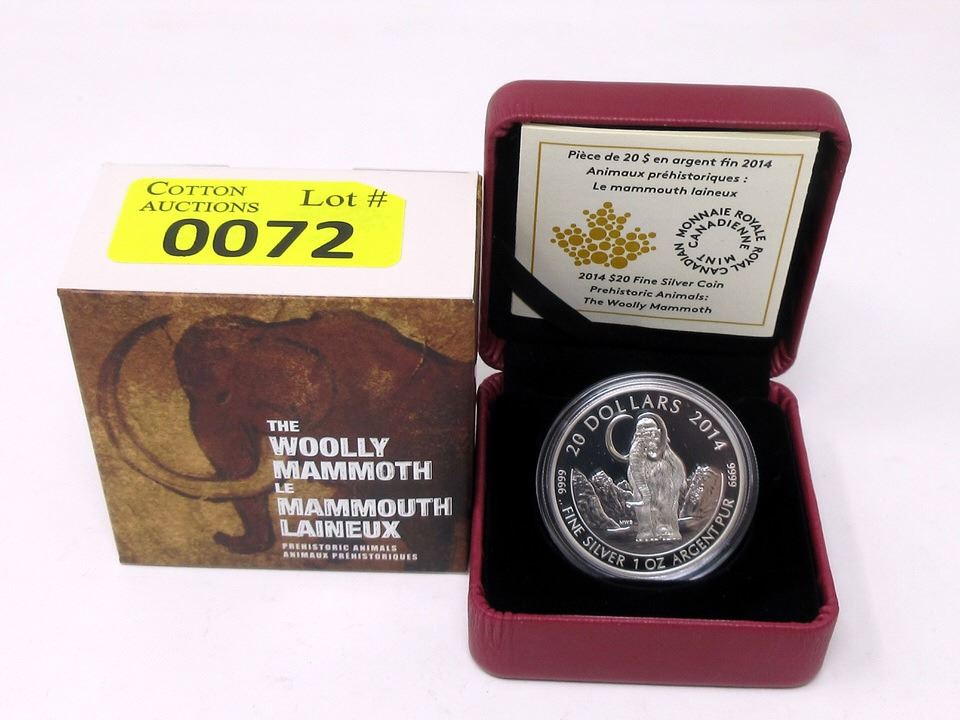 COTTON
AUCTIONS
Lot #
0072
THE
WOOLLY
MAMMOTH
LE
MAMMOUTH
LAINEUX
PREHISTORIC ANIMALS
ANIMAUX PRÉHISTORIQUES
Pièce de 20 $ en argent fin 2014
Animaux préhistoriques :
Le mammouth laineux
MONNAIE ROYALE CANADIENNE
ROYAL CANADIAN MINT
2014 $20 Fine Silver Coin
Prehistoric Animals:
The Woolly Mammoth
20 DOLLARS 2014
9999
9999
MWB
FINE SILVER 1 OZ ARGENT PUR